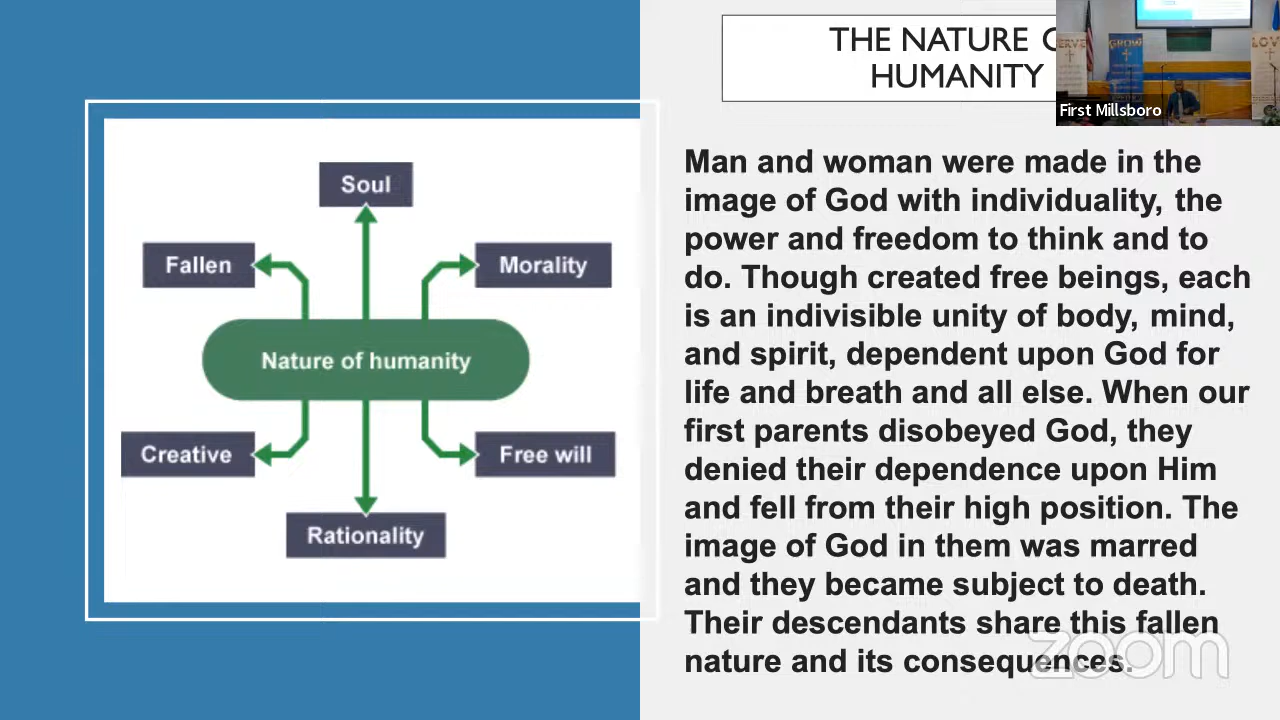 THE NATURE
HUMANITY
SERVE
GROW
LOV
First Millsboro
Soul
Fallen
Morality
Nature of humanity
Creative
Free will
Rationality
Man and woman were made in the
image of God with individuality, the
power and freedom to think and to
do. Though created free beings, each
is an indivisible unity of body, mind,
and spirit, dependent upon God for
life and breath and all else. When our
first parents disobeyed God, they
denied their dependence upon Him
and fell from their high position. The
image of God in them was marred
and they became subject to death.
Their descendants share this fallen
nature and its consequences.
zoom